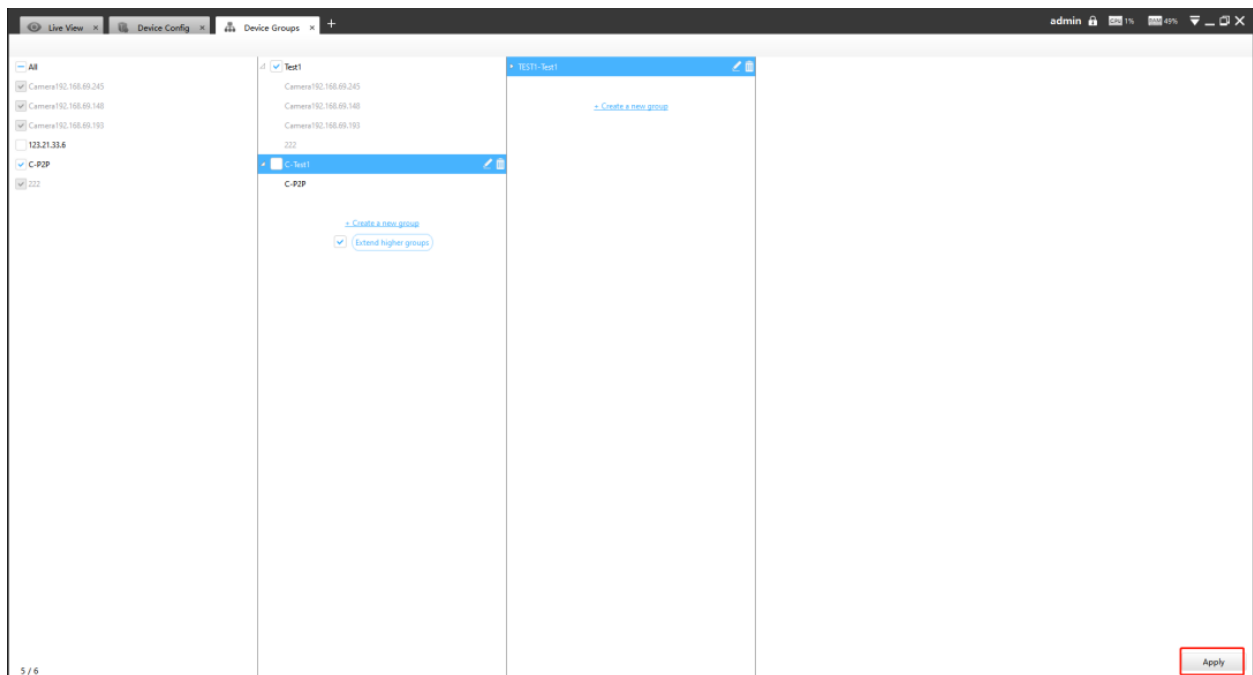 Live View × Device Config × Device Groups × +
admin CPU 1% RAM 49%
All
Camera192.168.69.245
Camera192.168.69.148
Camera192.168.69.193
123.21.33.6
C-P2P
222
5 / 6
Test1
Camera192.168.69.245
Camera192.168.69.148
Camera192.168.69.193
222
C-Test1
C-P2P
+ Create a new group
Extend higher groups
TEST1-Test1
+ Create a new group
Apply